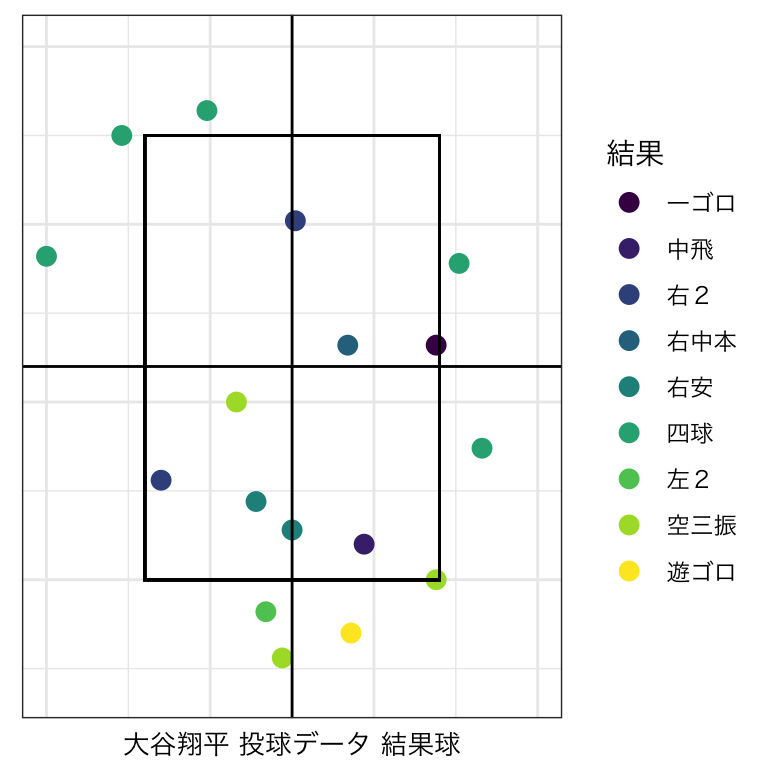 結果
一ゴロ
中飛
右２
右中本
右安
四球
左２
空三振
遊ゴロ
大谷翔平 投球データ 結果球